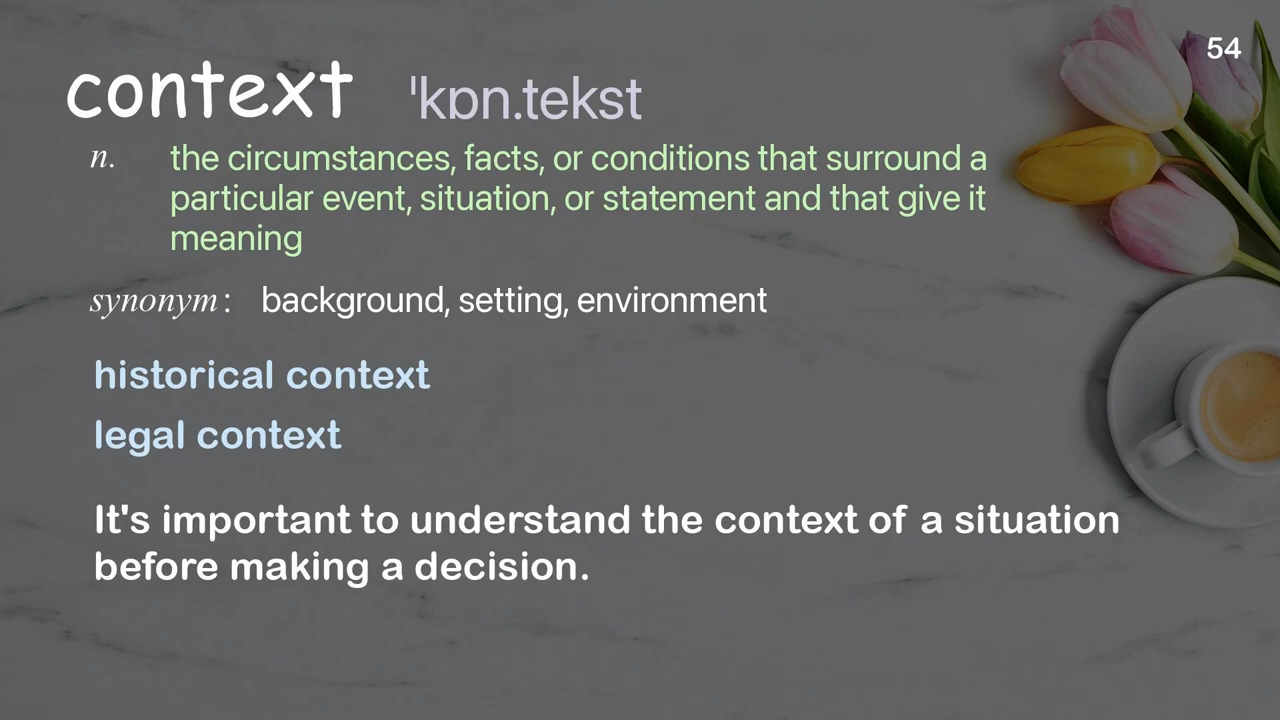 54
context ˈkɒn.tekst
n. the circumstances, facts, or conditions that surround a
particular event, situation, or statement and that give it
meaning
synonym: background, setting, environment
historical context
legal context
It's important to understand the context of a situation
before making a decision.